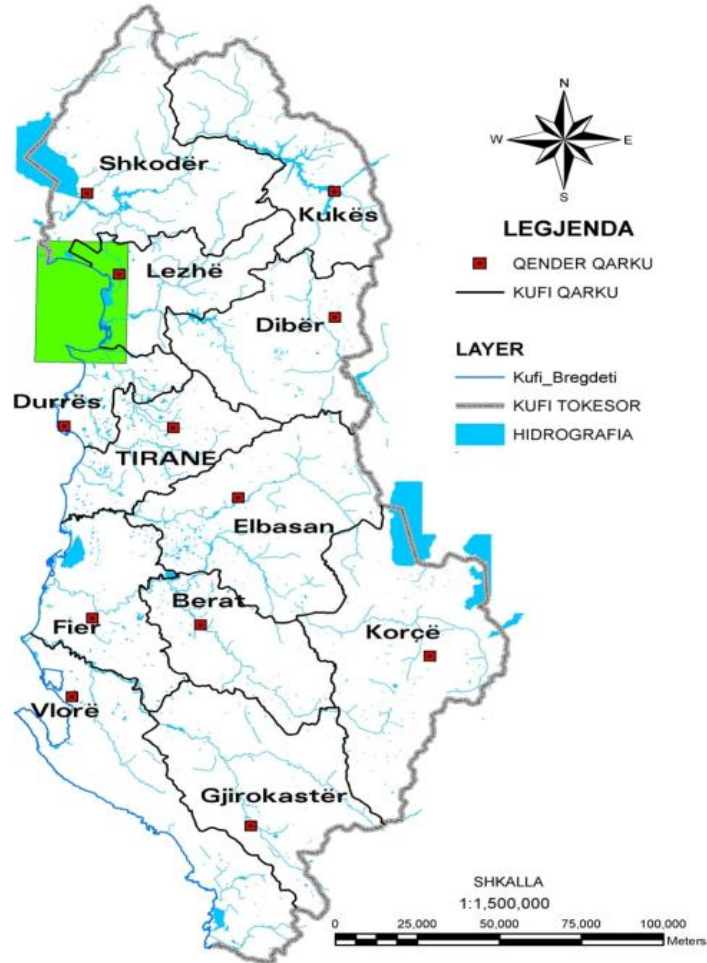 Shkodër
Kukës
Lezhë
Dibër
Durrës
TIRANE
Elbasan
Berat
Fier
Korçë
Vlorë
Gjirokastër
N
W E
S
LEGJENDA
QENDER QARKU
KUFI QARKU
LAYER
Kufi_Bregdeti
KUFI TOKESOR
HIDROGRAFIA
SHKALLA
1:1,500,000
0 25,000 50,000 75,000 100,000
Meters